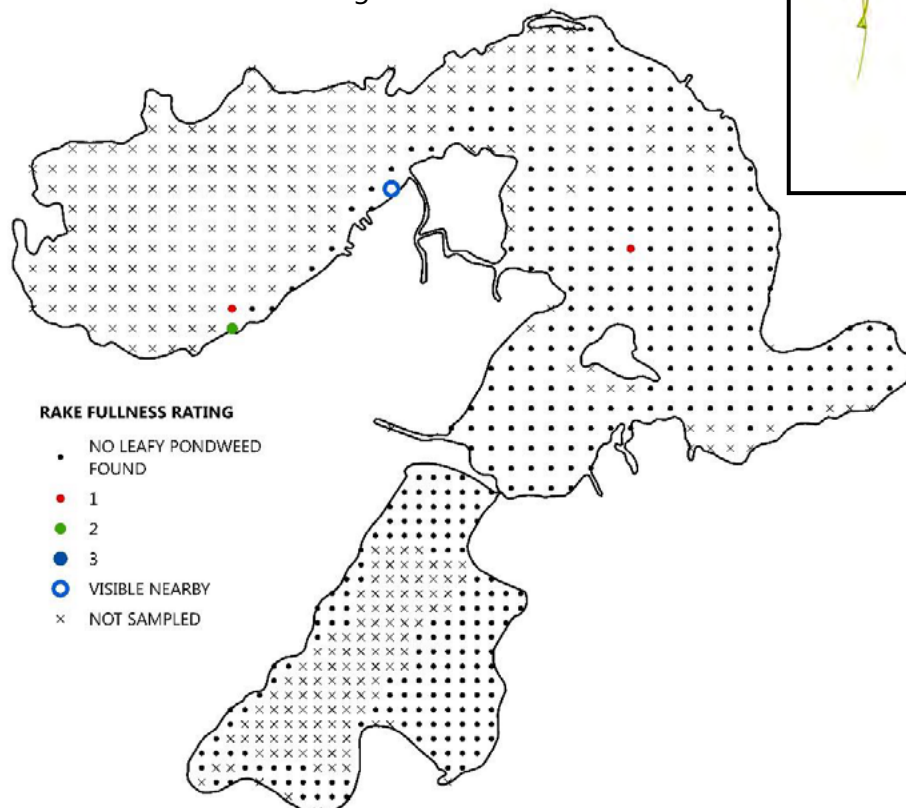 RAKE FULLNESS RATING
NO LEAFY PONDWEED
FOUND
1
2
3
VISIBLE NEARBY
NOT SAMPLED